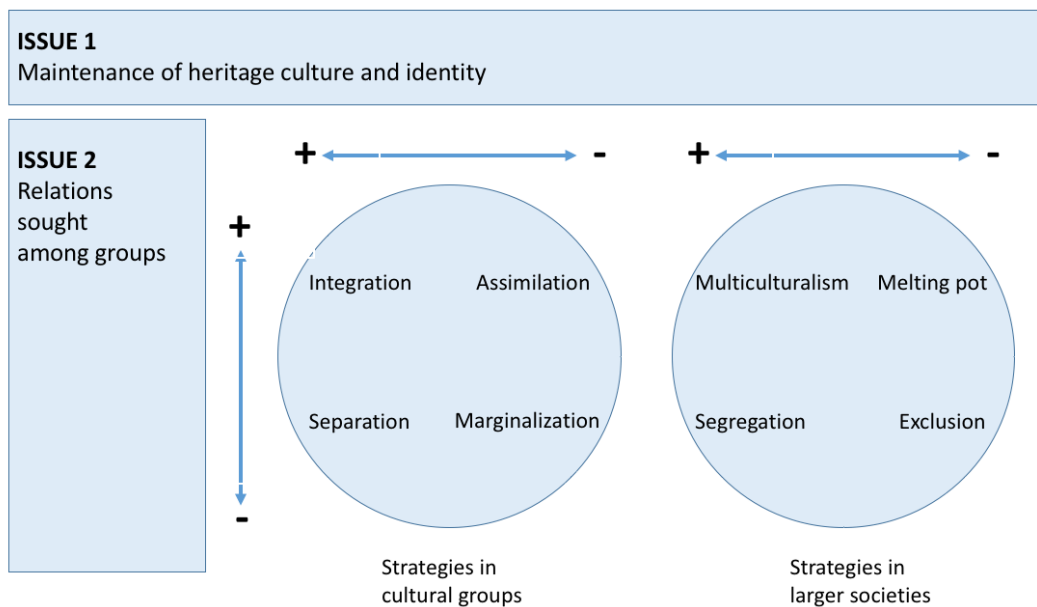 ISSUE 1
Maintenance of heritage culture and identity
ISSUE 2
Relations
sought
among groups
+ - + -
+
Integration Assimilation Multiculturalism Melting pot
Separation Marginalization Segregation Exclusion
-
Strategies in
cultural groups
Strategies in
larger societies